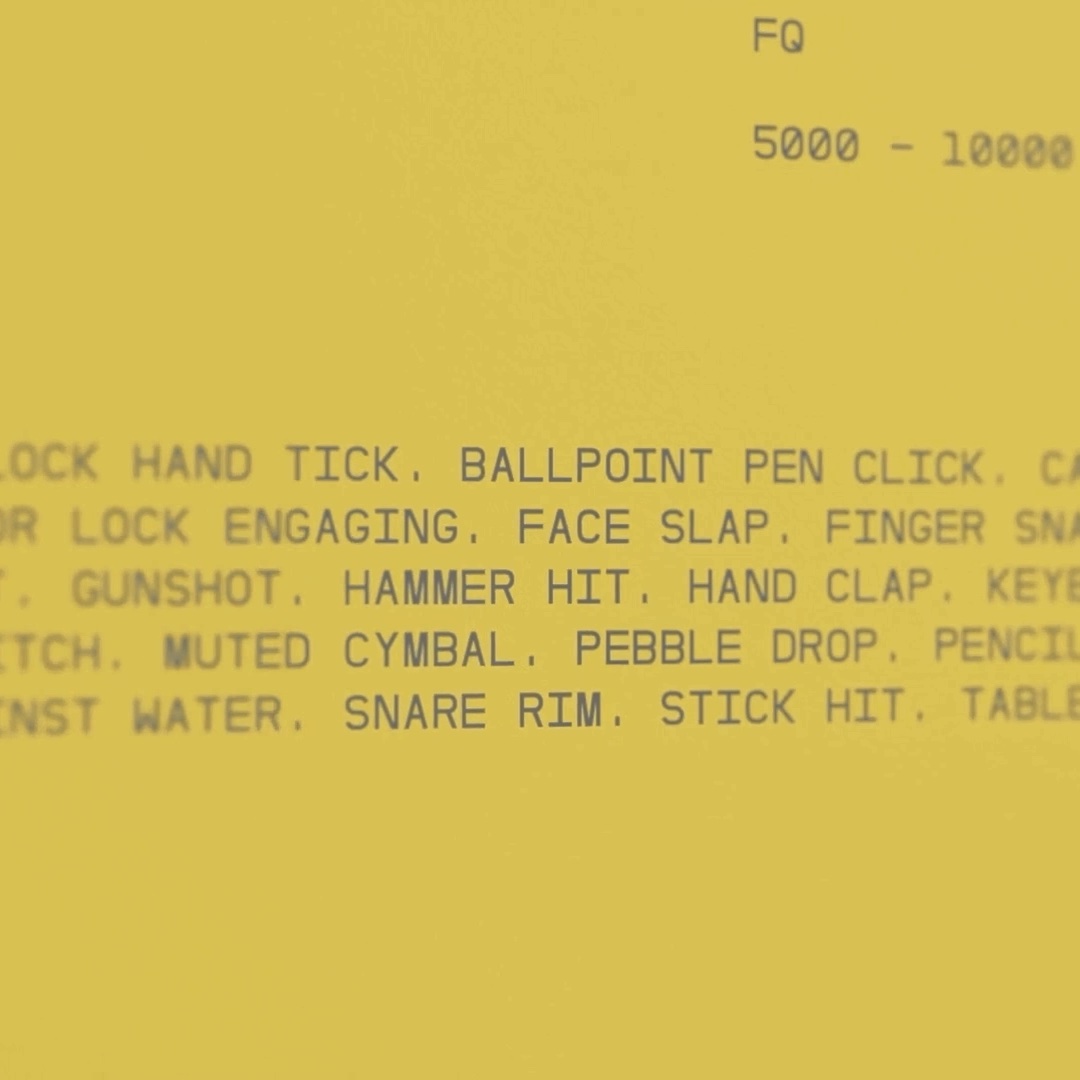 FQ
5000 - 10000
LOCK HAND TICK. BALLPOINT PEN CLICK. CA
OR LOCK ENGAGING. FACE SLAP. FINGER SNA
T. GUNSHOT. HAMMER HIT. HAND CLAP. KEYB
ITCH. MUTED CYMBAL. PEBBLE DROP. PENCIL
INST WATER. SNARE RIM. STICK HIT. TABLE